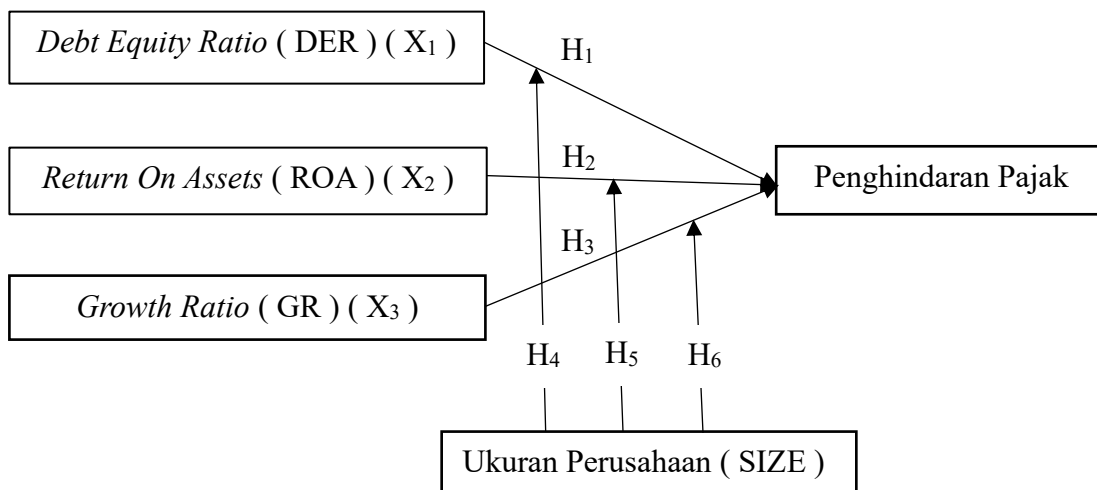 Debt Equity Ratio ( DER ) ( X₁ )
H₁
H₂
Return On Assets ( ROA ) ( X₂ )
Penghindaran Pajak
H₃
Growth Ratio ( GR ) ( X₃ )
H₄ H₅ H₆
Ukuran Perusahaan ( SIZE )